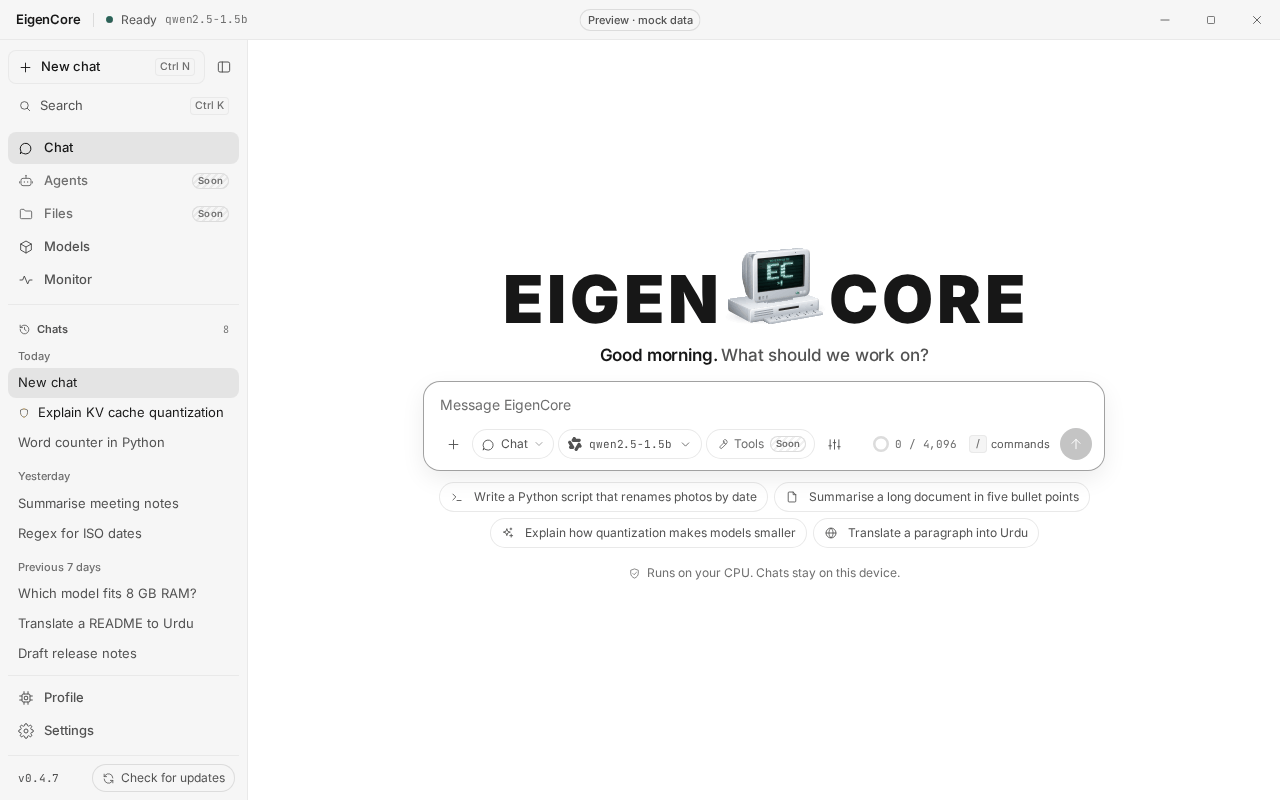 EigenCore
Ready qwen2.5-1.5b
Preview · mock data
New chat Ctrl N
Search Ctrl K
Chat
Agents Soon
Files Soon
Models
Monitor
Chats 8
Today
New chat
Explain KV cache quantization
Word counter in Python
Yesterday
Summarise meeting notes
Regex for ISO dates
Previous 7 days
Which model fits 8 GB RAM?
Translate a README to Urdu
Draft release notes
Profile
Settings
v0.4.7 Check for updates
EIGEN EC CORE
Good morning. What should we work on?
Message EigenCore
Chat qwen2.5-1.5b Tools Soon 0 / 4,096 / commands
Write a Python script that renames photos by date
Summarise a long document in five bullet points
Explain how quantization makes models smaller
Translate a paragraph into Urdu
Runs on your CPU. Chats stay on this device.